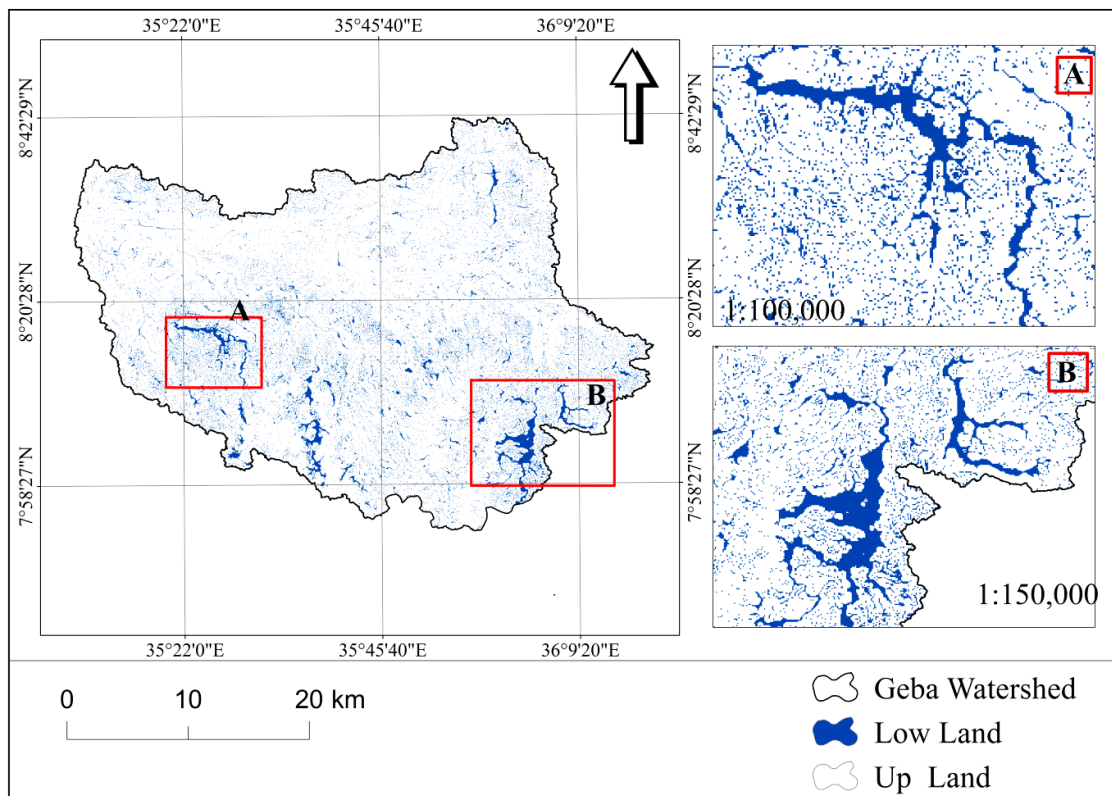 35°22'0"E
35°45'40"E
36°9'20"E
8°42'29"N
8°20'28"N
7°58'27"N
A
B
35°22'0"E
35°45'40"E
36°9'20"E
A
1:100,000
8°42'29"N
8°20'28"N
7°58'27"N
B
1:150,000
0 10 20 km
Geba Watershed
Low Land
Up Land